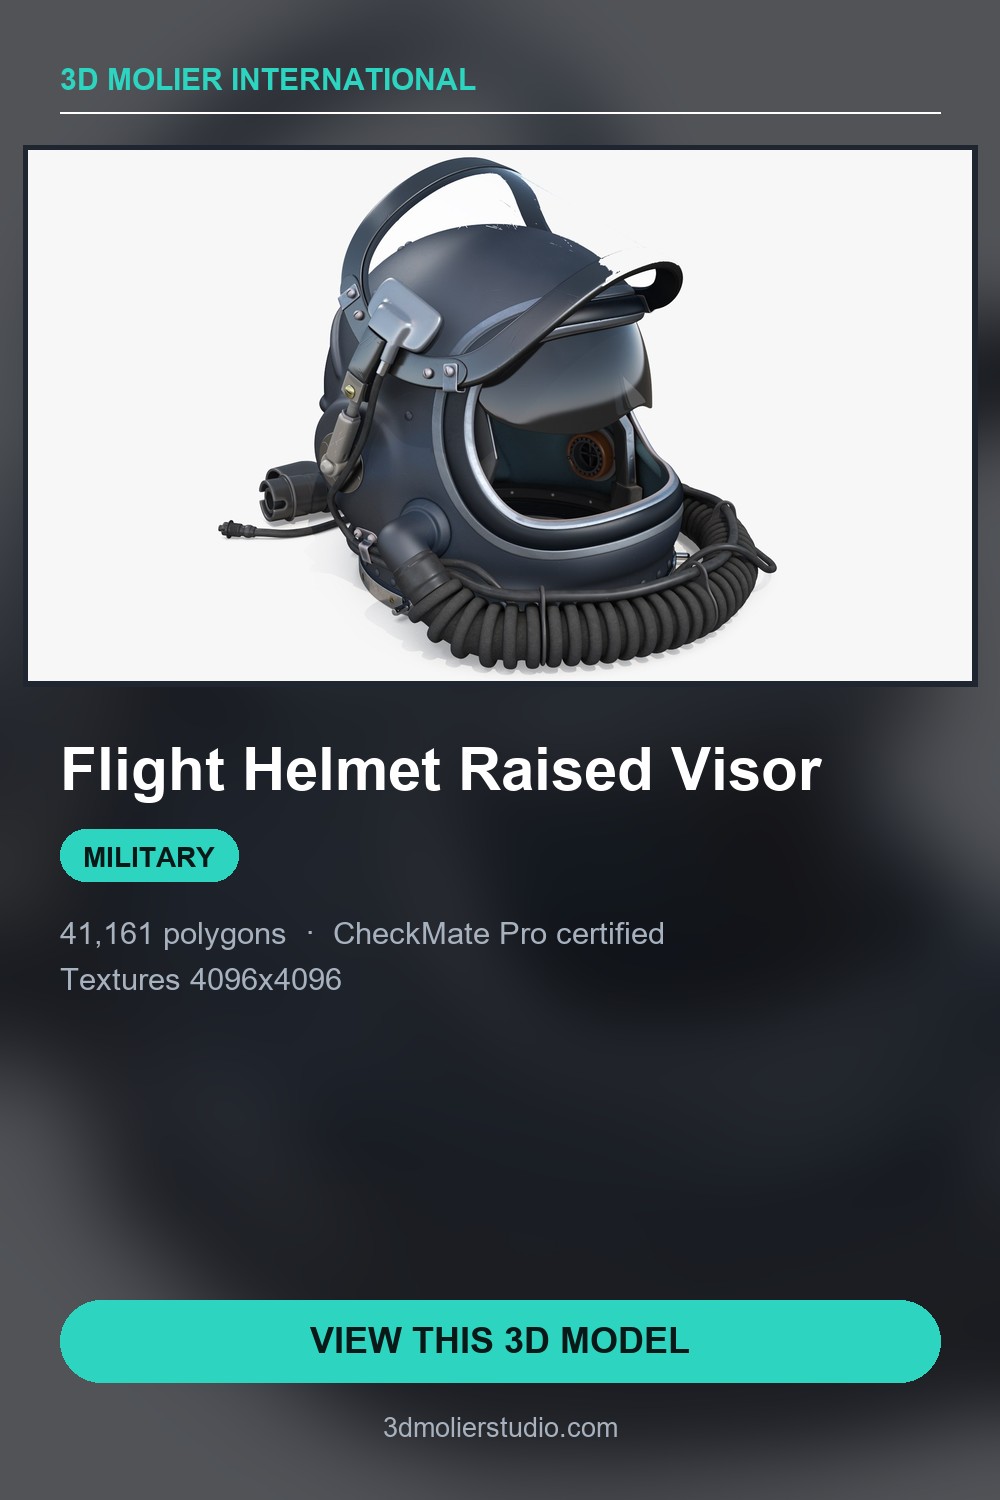 3D MOLIER INTERNATIONAL
Flight Helmet Raised Visor
MILITARY
41,161 polygons · CheckMate Pro certified
Textures 4096x4096
VIEW THIS 3D MODEL
3dmolierstudio.com